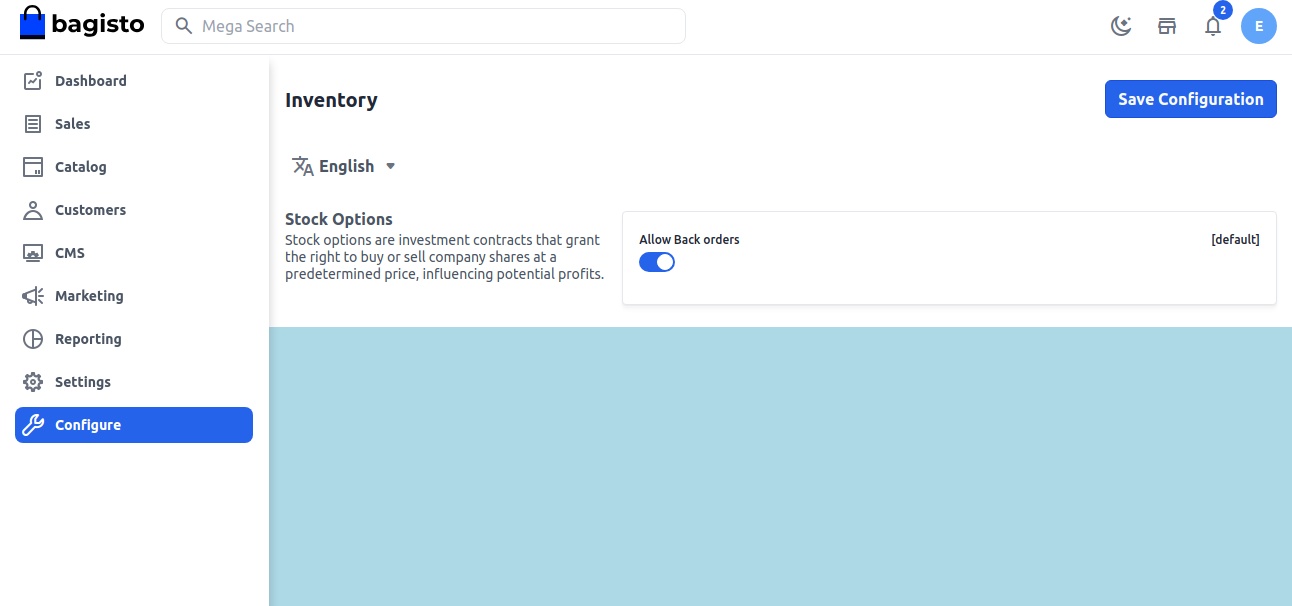 bagisto
Mega Search
2
E
Dashboard
Sales
Catalog
Customers
CMS
Marketing
Reporting
Settings
Configure
Inventory
Save Configuration
English
Stock Options
Stock options are investment contracts that grant
the right to buy or sell company shares at a
predetermined price, influencing potential profits.
Allow Back orders
[default]